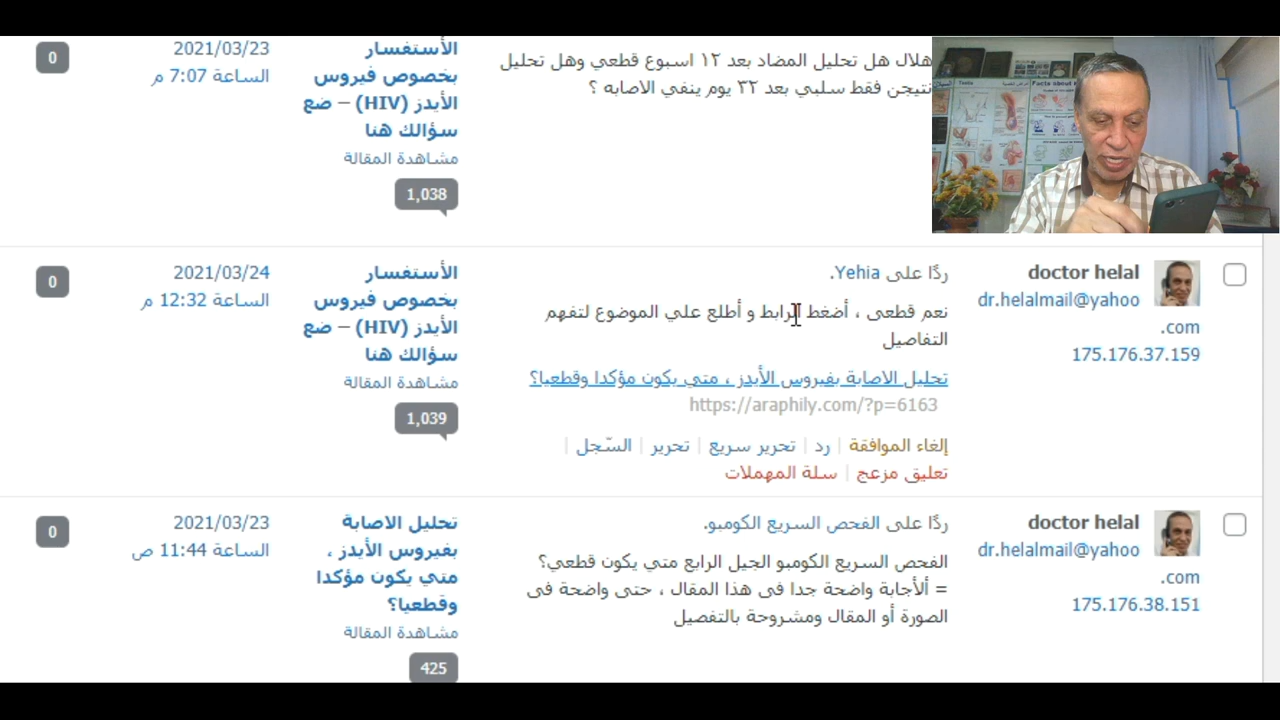 هلال هل تحليل المضاد بعد ١٢ اسبوع قطعي وهل تحليل
نتيجن فقط سلبي بعد ٣٢ يوم ينفي الاصابه ؟
الأستفسار
بخصوص فيروس
الأيدز (HIV) – ضع
سؤالك هنا
مشاهدة المقالة
1,038
2021/03/23
الساعة 7:07 م
0
doctor helal
dr.helalmail@yahoo
.com
175.176.37.159
ردًا على Yehia.
نعم قطعى ، أضغط الرابط و أطلع علي الموضوع لتفهم
التفاصيل
تحليل الاصابة بفيروس الأيدز ، متي يكون مؤكدا وقطعيا؟
https://araphily.com/?p=6163
إلغاء الموافقة | رد | تحرير سريع | تحرير | السّجل |
تعليق مزعج | سلة المهملات
الأستفسار
بخصوص فيروس
الأيدز (HIV) – ضع
سؤالك هنا
مشاهدة المقالة
1,039
2021/03/24
الساعة 12:32 م
0
doctor helal
dr.helalmail@yahoo
.com
175.176.38.151
ردًا على الفحص السريع الكومبو.
الفحص السريع الكومبو الجيل الرابع متي يكون قطعي؟
= ألأجابة واضحة جدا فى هذا المقال ، حتى واضحة فى
الصورة أو المقال ومشروحة بالتفصيل
تحليل الاصابة
بفيروس الأيدز ،
متي يكون مؤكدا
وقطعيا؟
مشاهدة المقالة
425
2021/03/23
الساعة 11:44 ص
0
Facts about